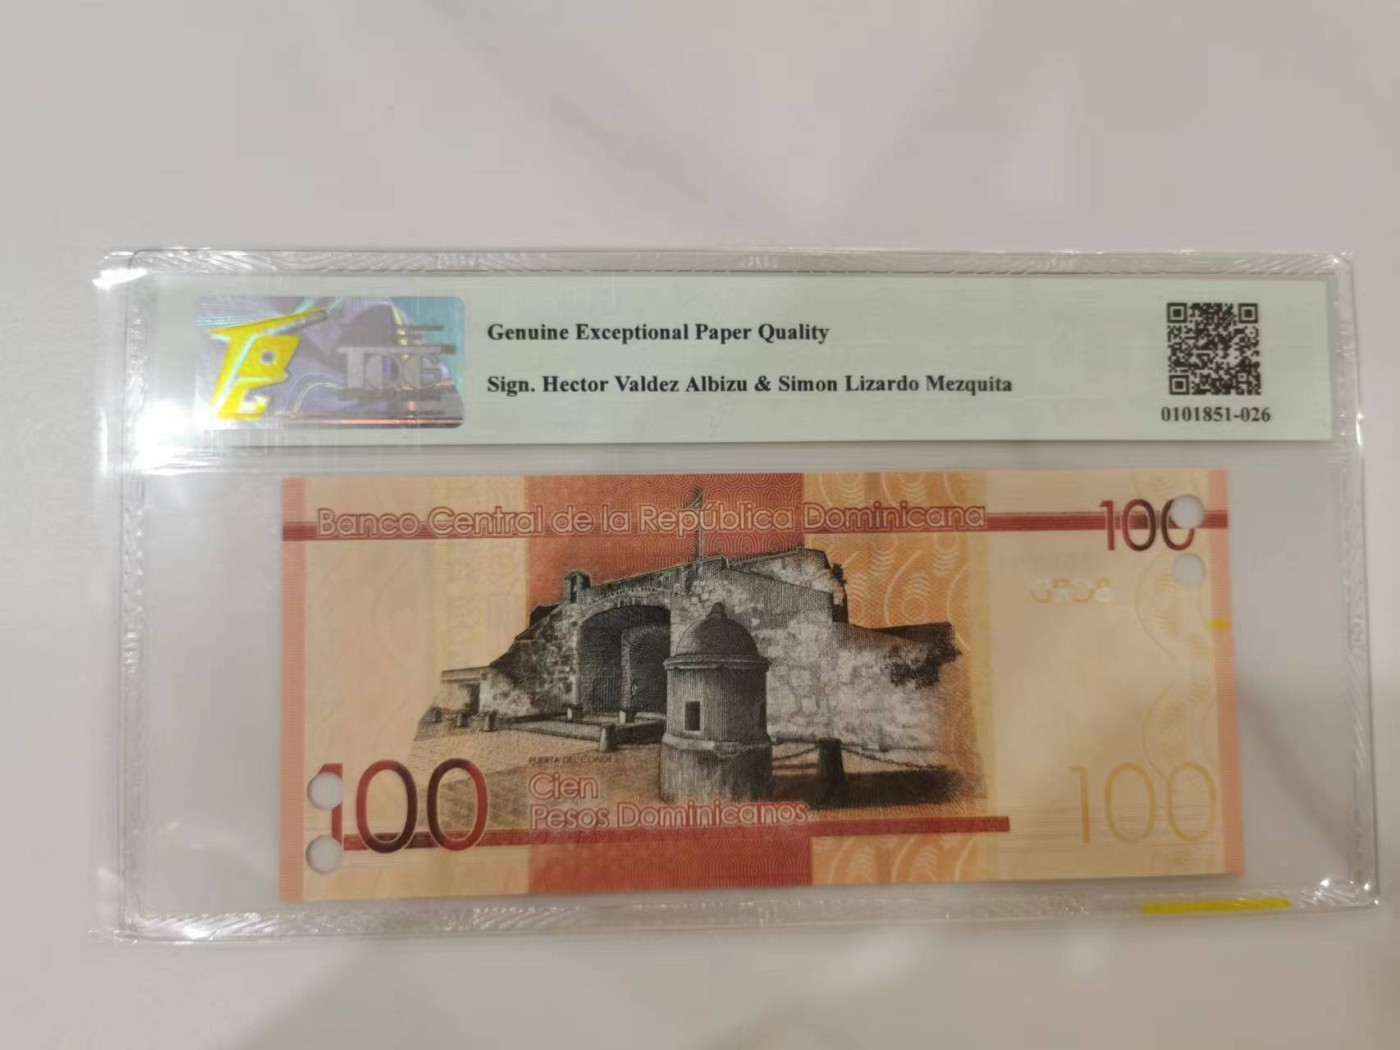 TQG
Genuine Exceptional Paper Quality
Sign. Hector Valdez Albizu & Simon Lizardo Mezquita
0101851-026
Banco Central de la República Dominicana
100
PUERTA DEL CONDE
100
Cien
Pesos Dominicanos
100